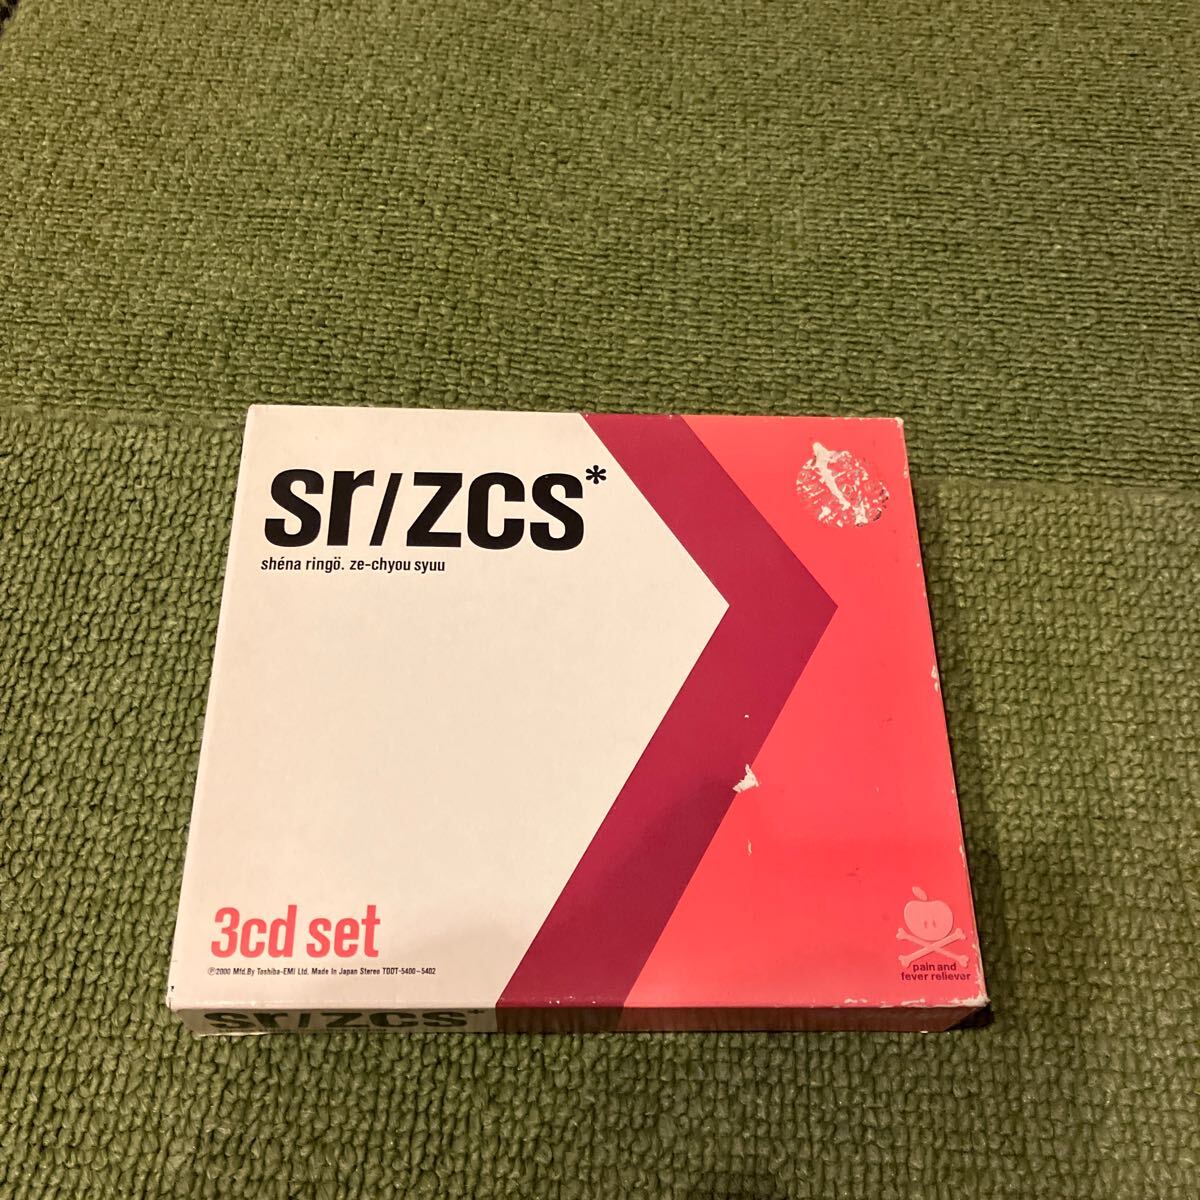 sr/zcs*
shéna ringö. ze-chyou syuu
3cd set
℗2000 Mfd.By Toshiba-EMI Ltd. Made In Japan Stereo TDDT-5400~5402
pain and
fever reliever
sr/zcs*